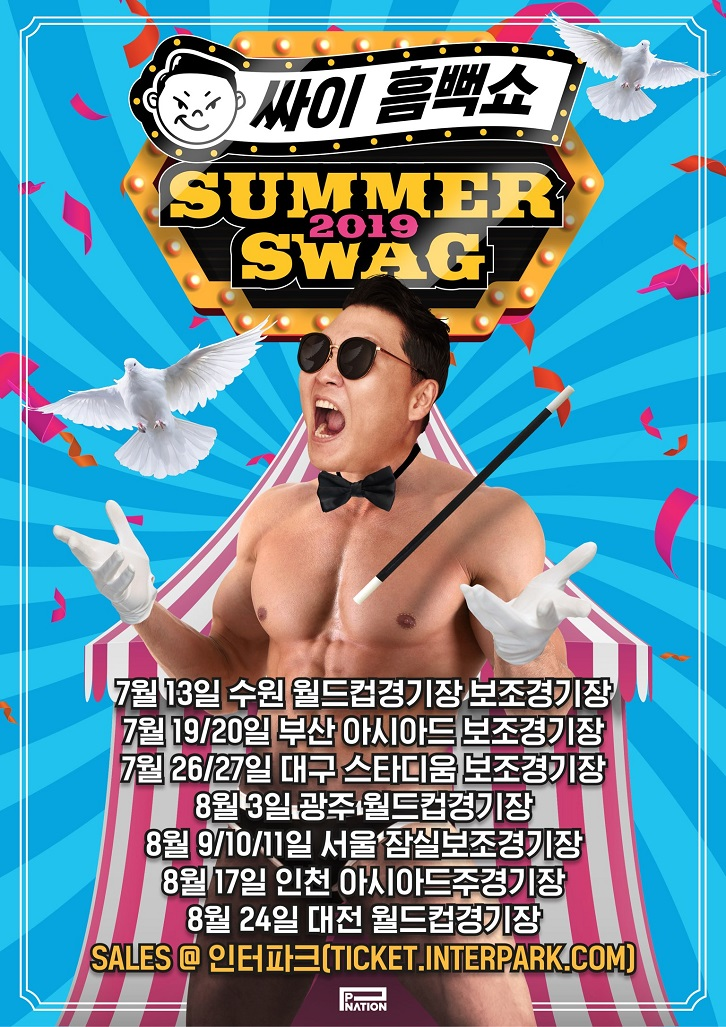 싸이 흠뻑쇼
SUMMER
2019
SWAG
7월 13일 수원 월드컵경기장 보조경기장
7월 19/20일 부산 아시아드 보조경기장
7월 26/27일 대구 스타디움 보조경기장
8월 3일 광주 월드컵경기장
8월 9/10/11일 서울 잠실보조경기장
8월 17일 인천 아시아드주경기장
8월 24일 대전 월드컵경기장
SALES @ 인터파크(TICKET.INTERPARK.COM)
P NATION